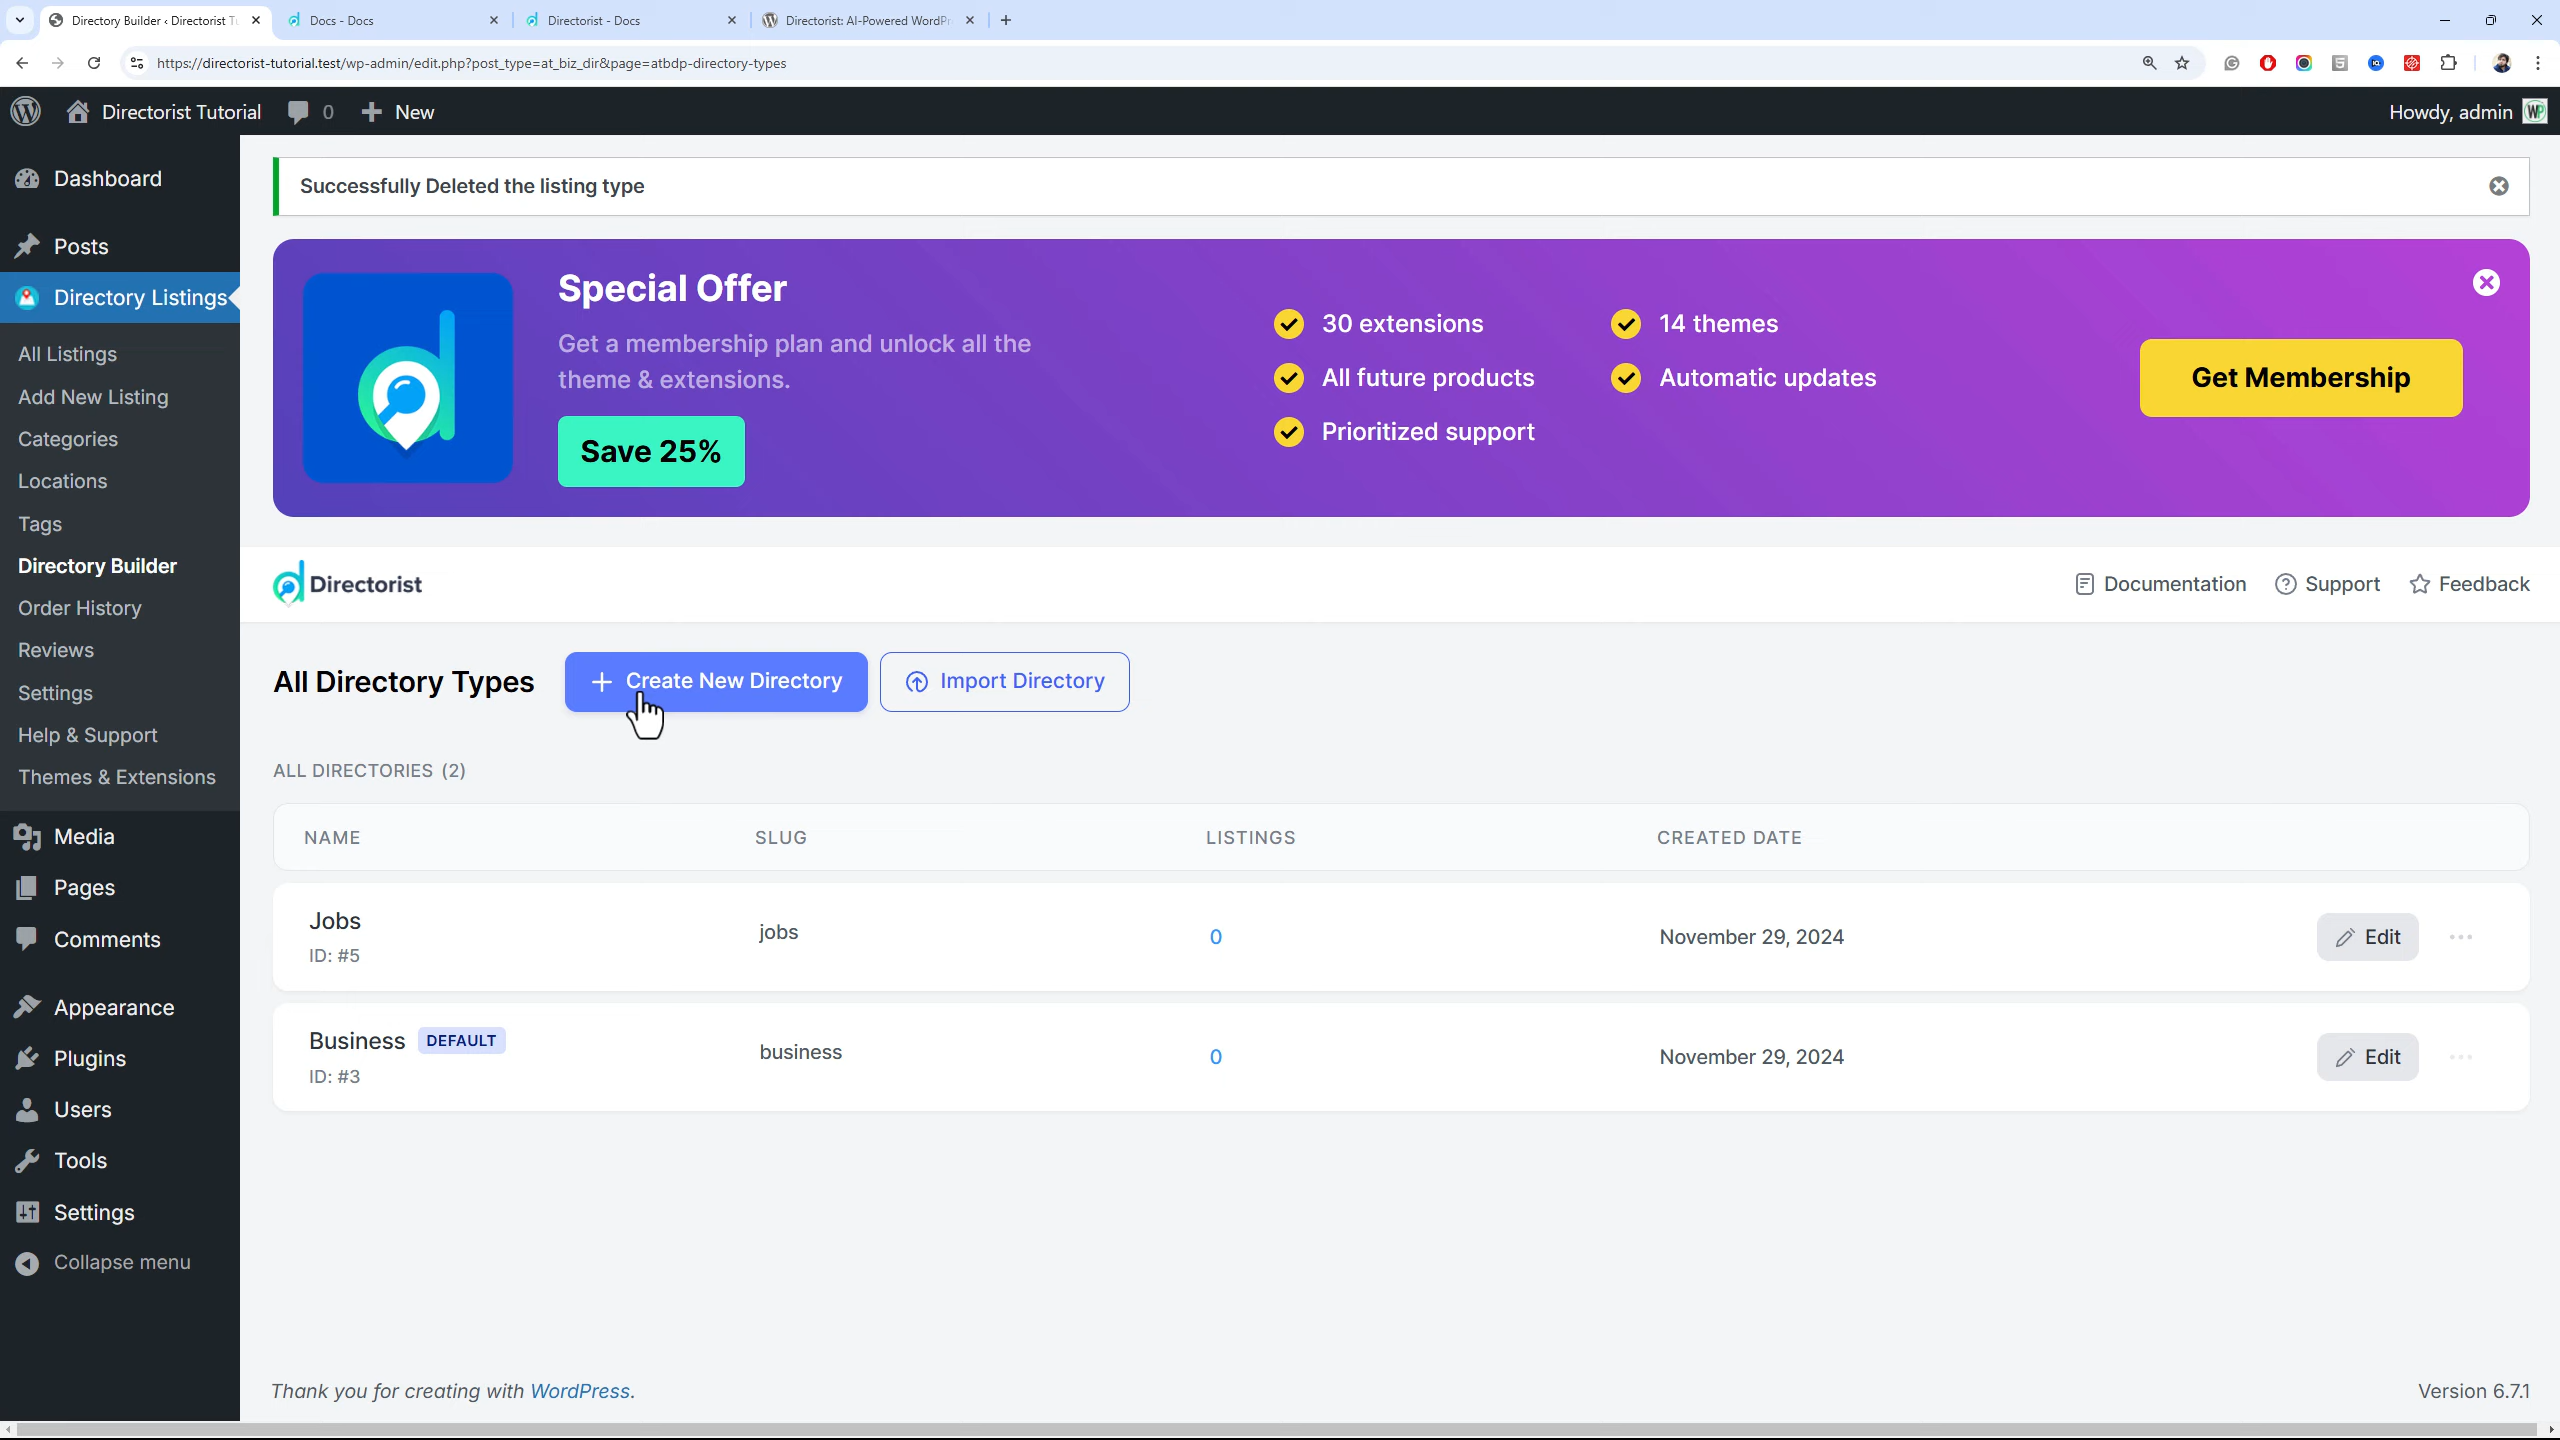 Directory Builder ‹ Directorist Tu
Docs - Docs
Directorist - Docs
Directorist: AI-Powered WordPr
https://directorist-tutorial.test/wp-admin/edit.php?post_type=at_biz_dir&page=atbdp-directory-types
Directorist Tutorial
0
New
Howdy, admin
Dashboard
Posts
Directory Listings
All Listings
Add New Listing
Categories
Locations
Tags
Directory Builder
Order History
Reviews
Settings
Help & Support
Themes & Extensions
Media
Pages
Comments
Appearance
Plugins
Users
Tools
Settings
Collapse menu
Successfully Deleted the listing type
Special Offer
Get a membership plan and unlock all the
theme & extensions.
Save 25%
30 extensions
14 themes
All future products
Automatic updates
Prioritized support
Get Membership
Directorist
Documentation
Support
Feedback
All Directory Types
Create New Directory
Import Directory
ALL DIRECTORIES (2)
NAME SLUG LISTINGS CREATED DATE
Jobs
ID: #5
jobs
0
November 29, 2024
Edit
Business DEFAULT
ID: #3
business
0
November 29, 2024
Edit
Thank you for creating with WordPress.
Version 6.7.1